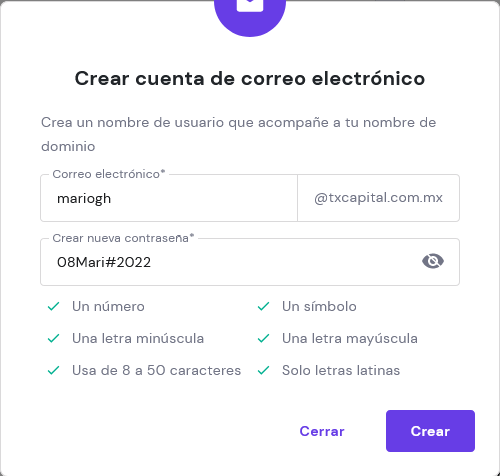 Crear cuenta de correo electrónico
Crea un nombre de usuario que acompañe a tu nombre de
dominio
Correo electrónico*
mariogh @txcapital.com.mx
Crear nueva contraseña*
08Mari#2022
Un número Un símbolo
Una letra minúscula Una letra mayúscula
Usa de 8 a 50 caracteres Solo letras latinas
Cerrar Crear